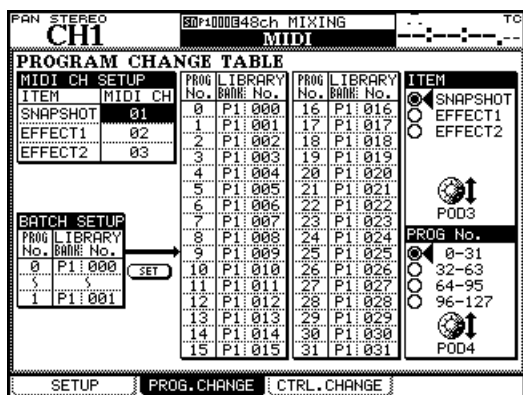 PAN STEREO
CH1
48ch MIXING
MIDI
TC
--:--:--.--
PROGRAM CHANGE TABLE
MIDI CH SETUP
ITEM MIDI CH
SNAPSHOT 01
EFFECT1 02
EFFECT2 03
BATCH SETUP
PROG No. LIBRARY BANK No.
0 P1 000
1 P1 001
SET
PROG No. LIBRARY BANK No.
0 P1 000
1 P1 001
2 P1 002
3 P1 003
4 P1 004
5 P1 005
6 P1 006
7 P1 007
8 P1 008
9 P1 009
10 P1 010
11 P1 011
12 P1 012
13 P1 013
14 P1 014
15 P1 015
PROG No. LIBRARY BANK No.
16 P1 016
17 P1 017
18 P1 018
19 P1 019
20 P1 020
21 P1 021
22 P1 022
23 P1 023
24 P1 024
25 P1 025
26 P1 026
27 P1 027
28 P1 028
29 P1 029
30 P1 030
31 P1 031
ITEM
SNAPSHOT
EFFECT1
EFFECT2
POD3
PROG No.
0-31
32-63
64-95
96-127
POD4
SETUP PROG.CHANGE CTRL.CHANGE